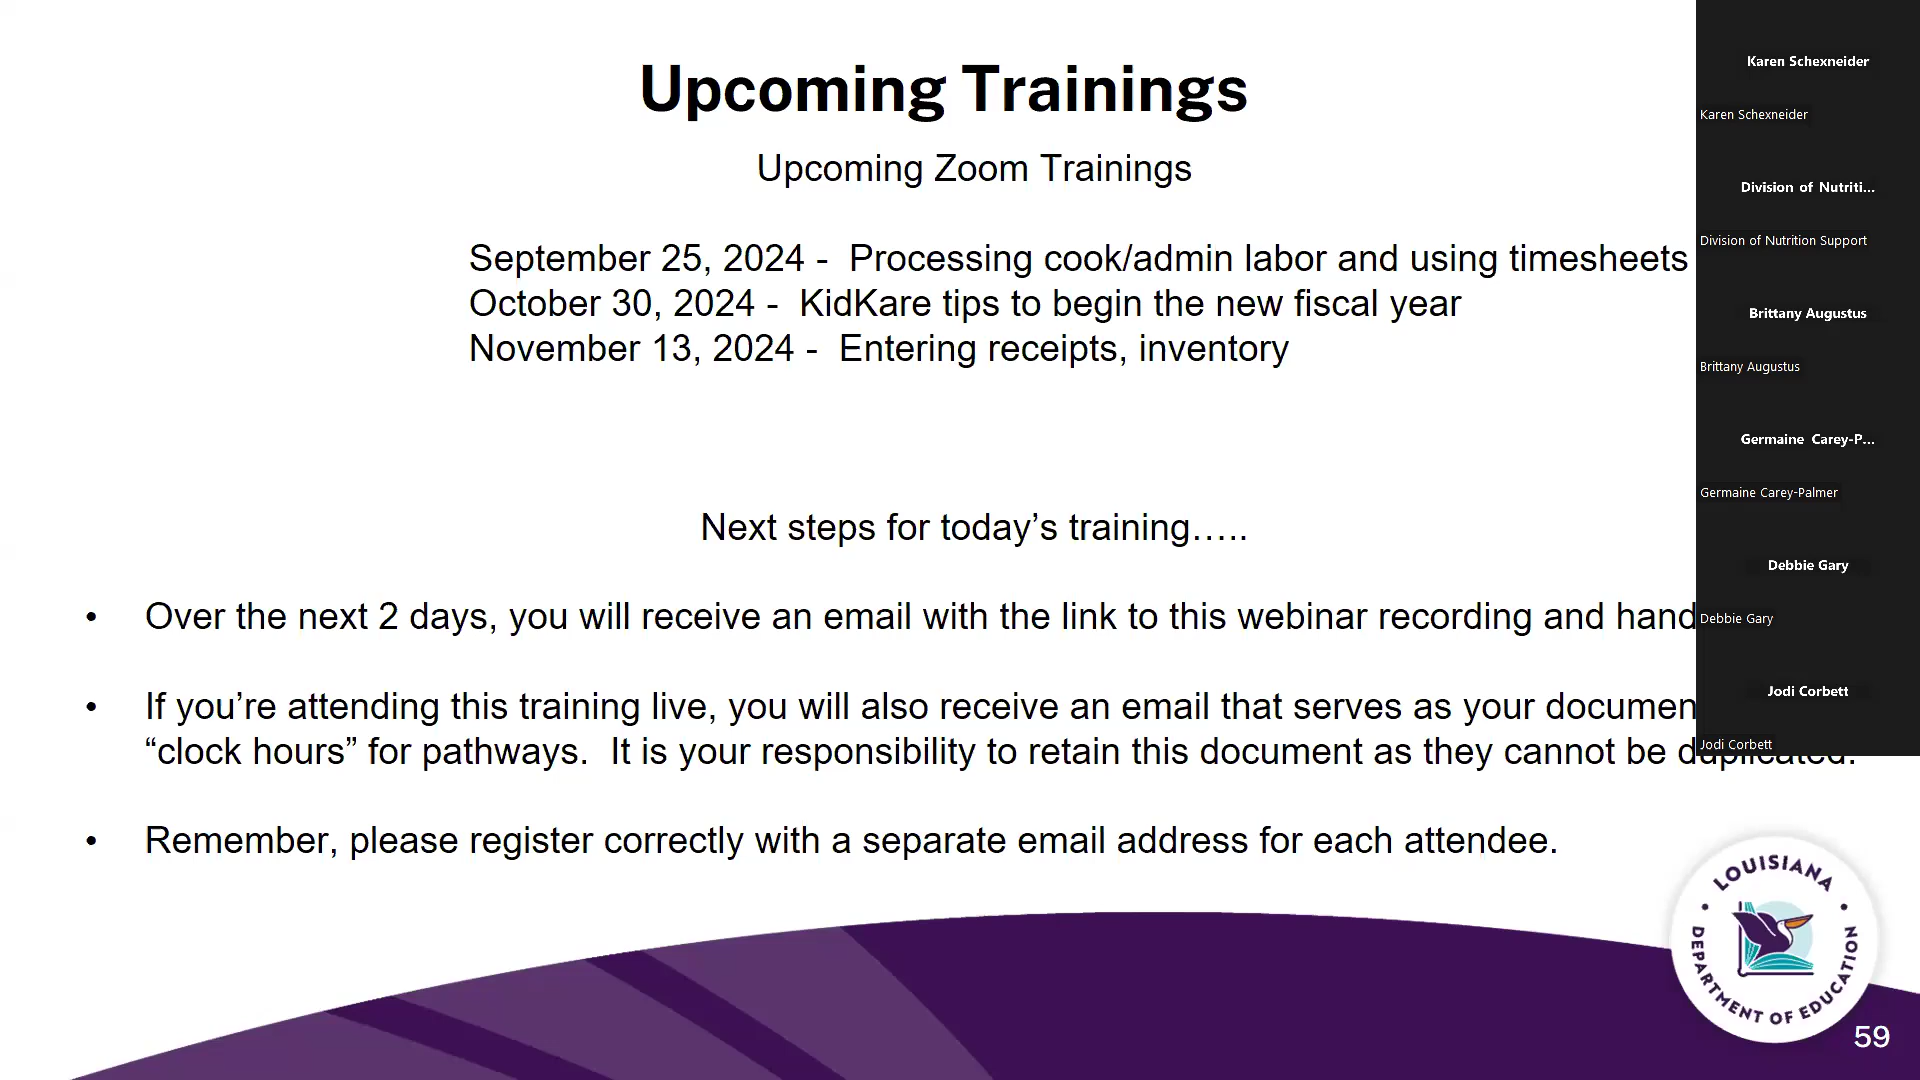 Upcoming Trainings
Upcoming Zoom Trainings
September 25, 2024 - Processing cook/admin labor and using timesheets
October 30, 2024 - KidKare tips to begin the new fiscal year
November 13, 2024 - Entering receipts, inventory
Next steps for today’s training…..
• Over the next 2 days, you will receive an email with the link to this webinar recording and hand
• If you’re attending this training live, you will also receive an email that serves as your documen
“clock hours” for pathways. It is your responsibility to retain this document as they cannot be duplicated.
• Remember, please register correctly with a separate email address for each attendee.
Karen Schexneider
Karen Schexneider
Division of Nutriti...
Division of Nutrition Support
Brittany Augustus
Brittany Augustus
Germaine Carey-P...
Germaine Carey-Palmer
Debbie Gary
Debbie Gary
Jodi Corbett
Jodi Corbett
LOUISIANA
DEPARTMENT OF EDUCATION
59